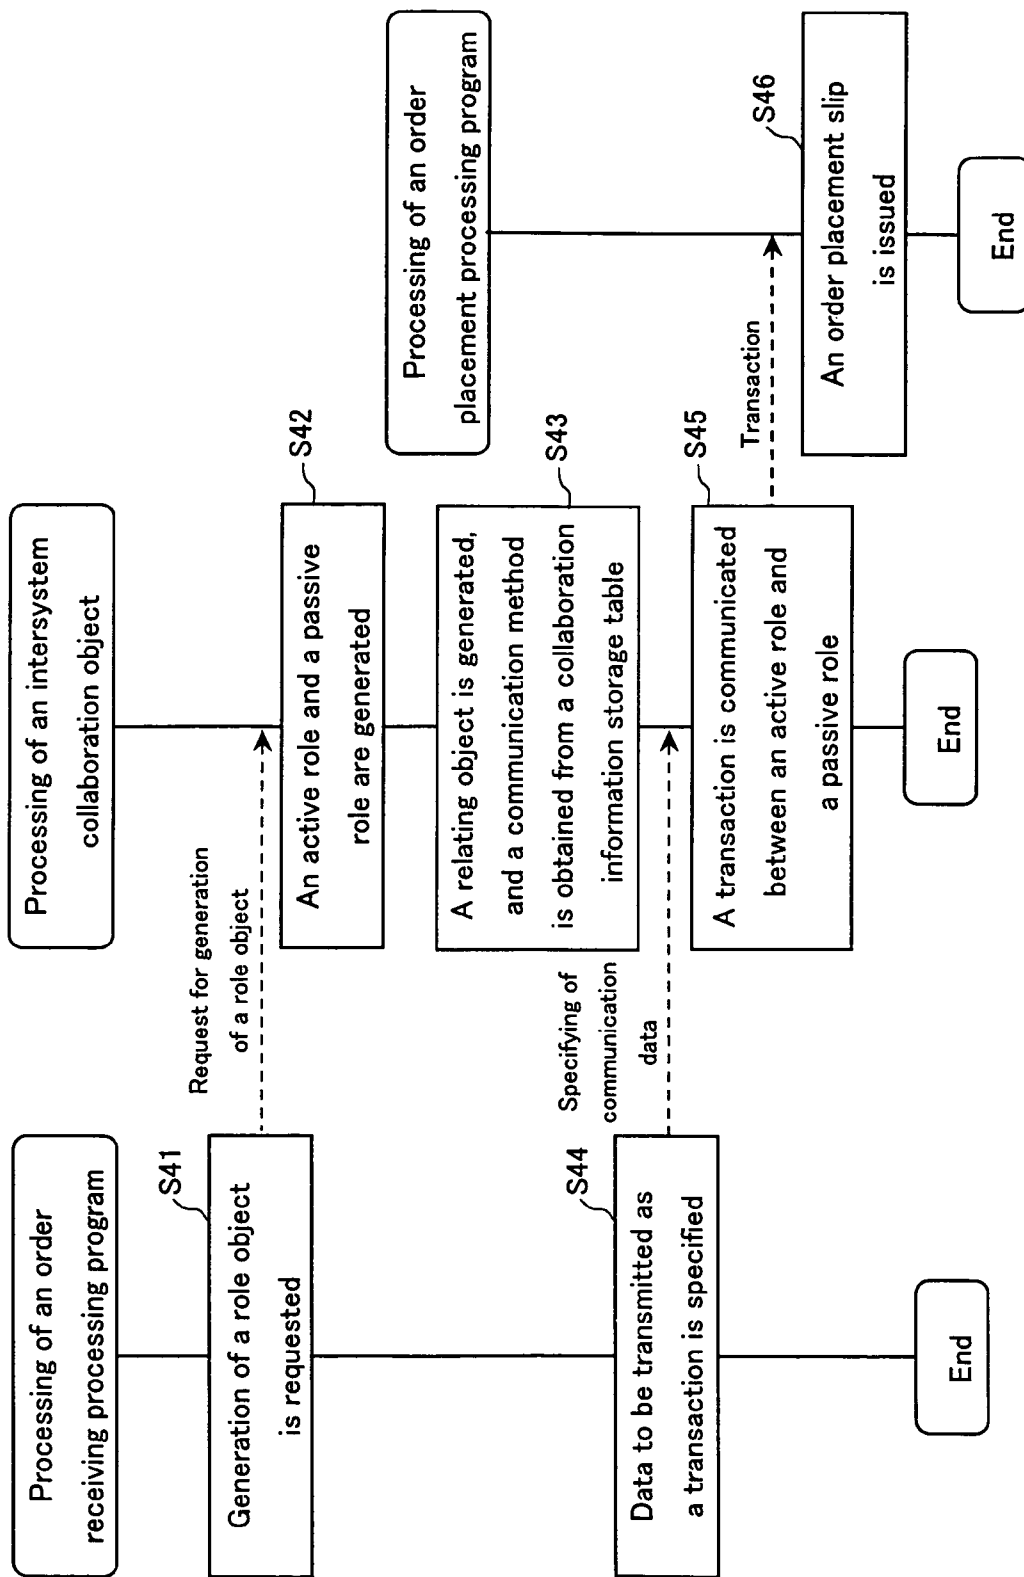 Processing of an order
receiving processing program
S41
Generation of a role object
is requested
S44
Data to be transmitted as
a transaction is specified
End
Request for generation
of a role object
Specifying of
communication
data
Processing of an intersystem
collaboration object
S42
An active role and a passive
role are generated
S43
A relating object is generated,
and a communication method
is obtained from a collaboration
information storage table
S45
A transaction is communicated
between an active role and
a passive role
End
Transaction
Processing of an order
placement processing program
S46
An order placement slip
is issued
End